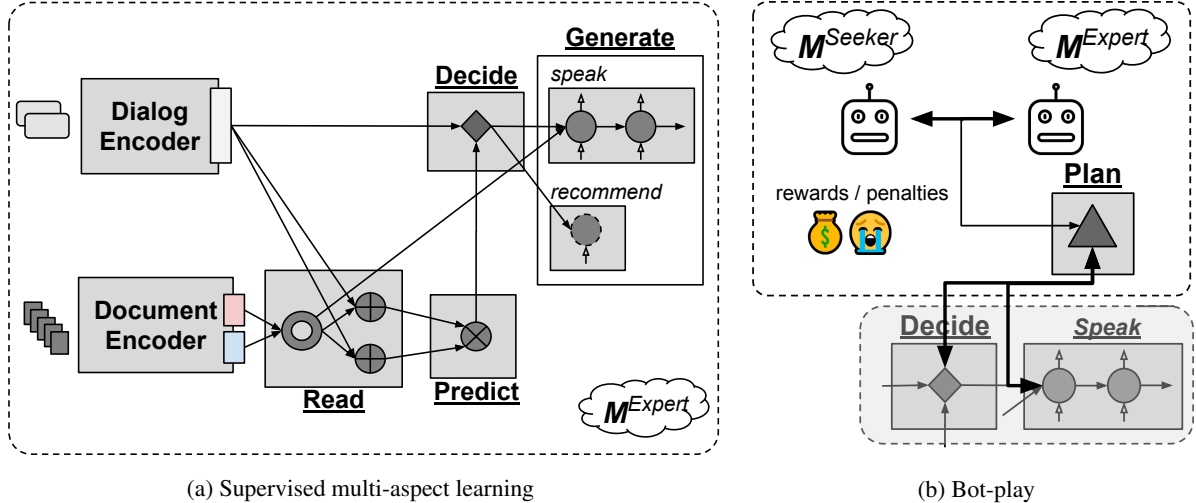 Generate
speak
Decide
Dialog
Encoder
recommend
Document
Encoder
Read
Predict
M^Expert
(a) Supervised multi-aspect learning
M^Seeker
M^Expert
rewards / penalties
$
Plan
Decide
Speak
(b) Bot-play